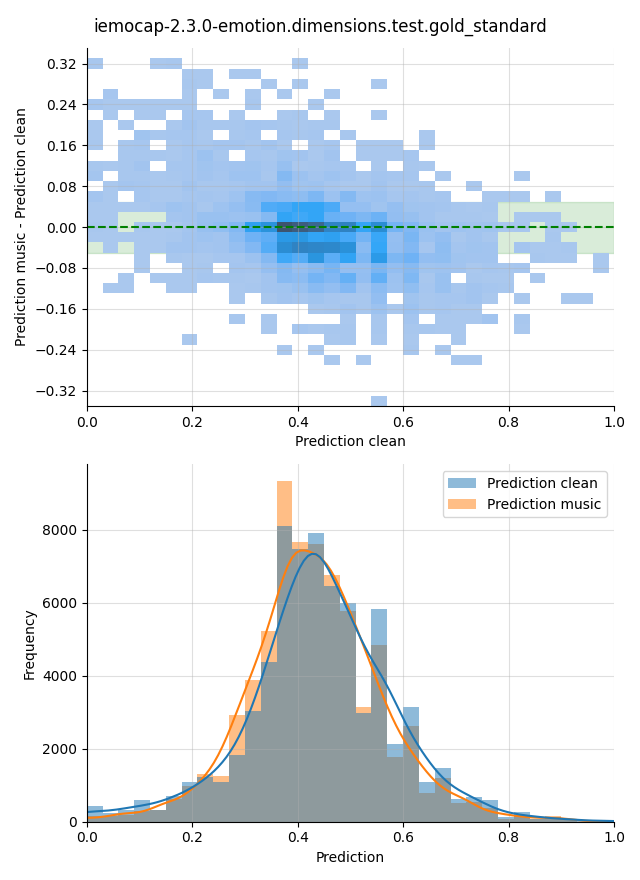 iemocap-2.3.0-emotion.dimensions.test.gold_standard
0.32
0.24
0.16
0.08
0.00
−0.08
−0.16
−0.24
−0.32
Prediction music - Prediction clean
0.0 0.2 0.4 0.6 0.8 1.0
Prediction clean
Prediction clean
Prediction music
8000
6000
4000
2000
0
Frequency
0.0 0.2 0.4 0.6 0.8 1.0
Prediction